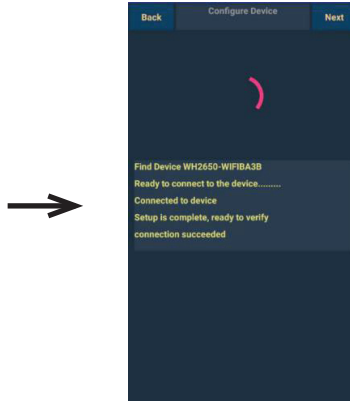 Back Configure Device Next
Find Device WH2650-WIFIBA3B
Ready to connect to the device.........
Connected to device
Setup is complete, ready to verify
connection succeeded